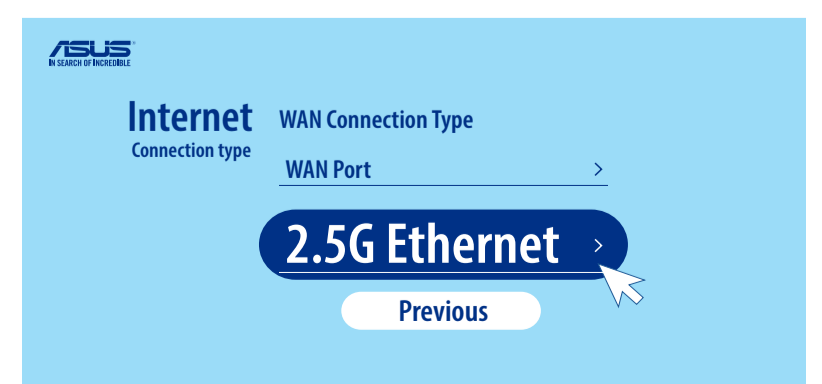 ASUS
IN SEARCH OF INCREDIBLE
Internet
Connection type
WAN Connection Type
WAN Port
2.5G Ethernet
Previous